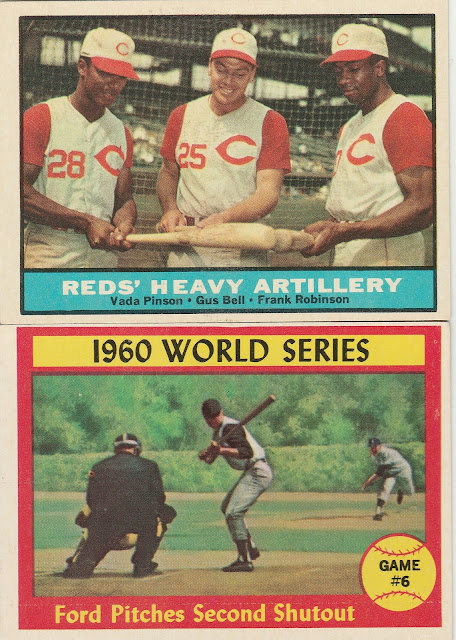 C C C
28 C 25 C C
REDS' HEAVY ARTILLERY
Vada Pinson • Gus Bell • Frank Robinson
1960 WORLD SERIES
GAME
#6
Ford Pitches Second Shutout